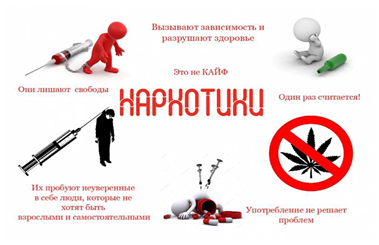 Вызывают зависимость и
разрушают здоровье
Это не КАЙФ
Они лишают свободы
НАРКОТИКИ
Один раз считается!
Их пробуют неуверенные
в себе люди, которые не
хотят быть
взрослыми и самостоятельными
Употребление не решает
проблем